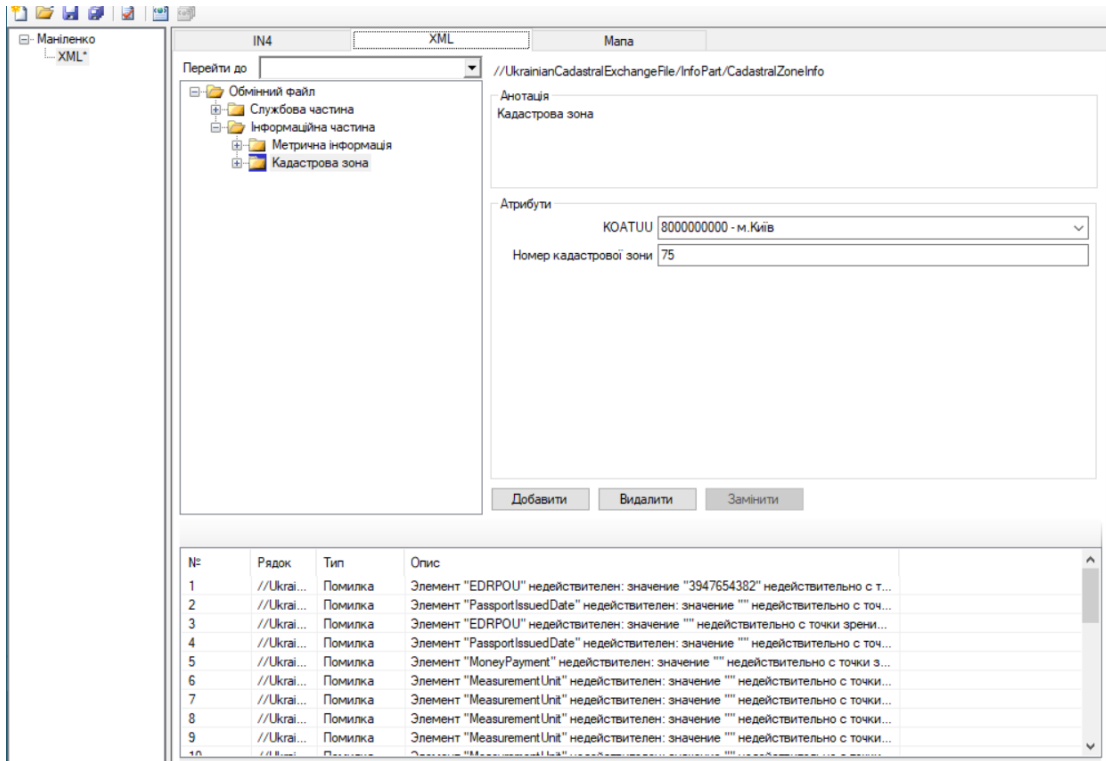 Маніленко
XML*
IN4 XML Мапа
Перейти до
//UkrainianCadastralExchangeFile/InfoPart/CadastralZoneInfo
Обмінний файл
Службова частина
Інформаційна частина
Метрична інформація
Кадастрова зона
Анотація
Кадастрова зона
Атрибути
KOATUU 8000000000 - м.Київ
Номер кадастрової зони 75
Добавити Видалити Замінити
№ Рядок Тип Опис
1 //Ukrai... Помилка Элемент "EDRPOU" недействителен: значение "3947654382" недействительно с т...
2 //Ukrai... Помилка Элемент "PassportIssuedDate" недействителен: значение "" недействительно с точ...
3 //Ukrai... Помилка Элемент "EDRPOU" недействителен: значение "" недействительно с точки зрени...
4 //Ukrai... Помилка Элемент "PassportIssuedDate" недействителен: значение "" недействительно с точ...
5 //Ukrai... Помилка Элемент "MoneyPayment" недействителен: значение "" недействительно с точки з...
6 //Ukrai... Помилка Элемент "MeasurementUnit" недействителен: значение "" недействительно с точки...
7 //Ukrai... Помилка Элемент "MeasurementUnit" недействителен: значение "" недействительно с точки...
8 //Ukrai... Помилка Элемент "MeasurementUnit" недействителен: значение "" недействительно с точки...
9 //Ukrai... Помилка Элемент "MeasurementUnit" недействителен: значение "" недействительно с точки...